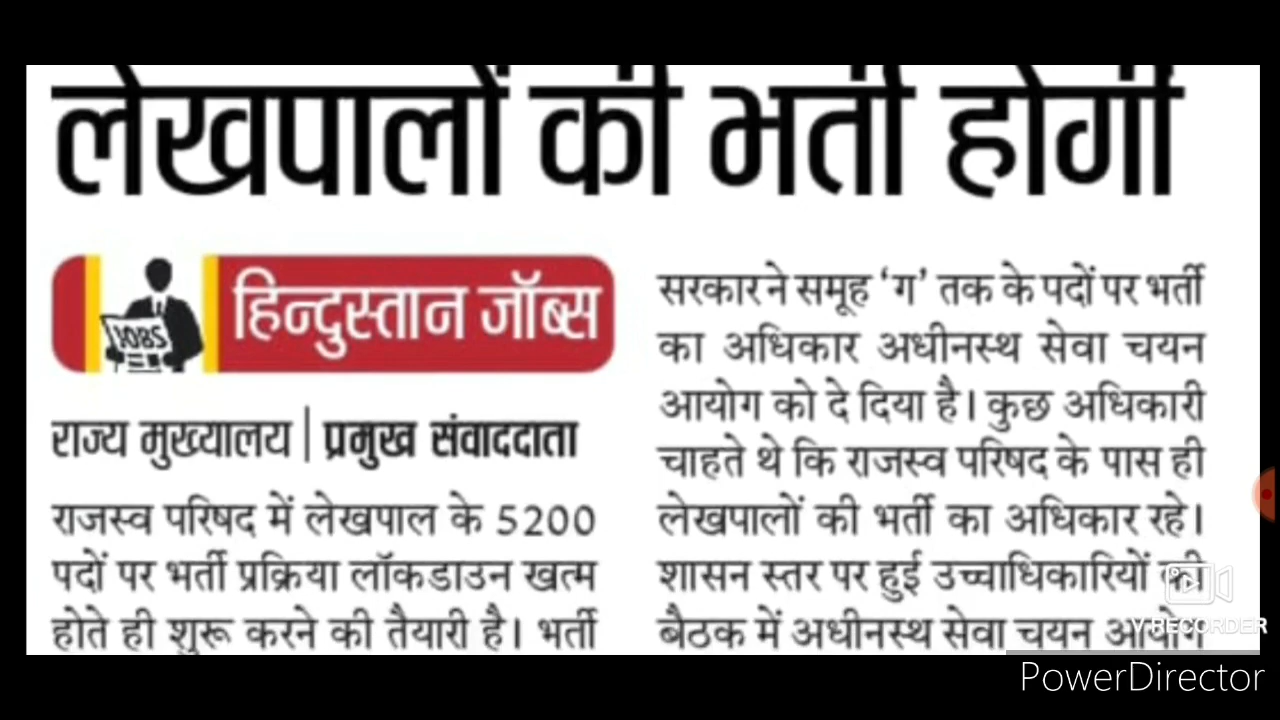 लेखपालों की भर्ती होगी
JOBS
हिन्दुस्तान जॉब्स
राज्य मुख्यालय | प्रमुख संवाददाता
राजस्व परिषद में लेखपाल के 5200
पदों पर भर्ती प्रक्रिया लॉकडाउन खत्म
होते ही शुरू करने की तैयारी है। भर्ती
सरकार ने समूह ‘ग’ तक के पदों पर भर्ती
का अधिकार अधीनस्थ सेवा चयन
आयोग को दे दिया है। कुछ अधिकारी
चाहते थे कि राजस्व परिषद के पास ही
लेखपालों की भर्ती का अधिकार रहे।
शासन स्तर पर हुई उच्चाधिकारियों की
बैठक में अधीनस्थ सेवा चयन आयोग
V RECORDER
PowerDirector